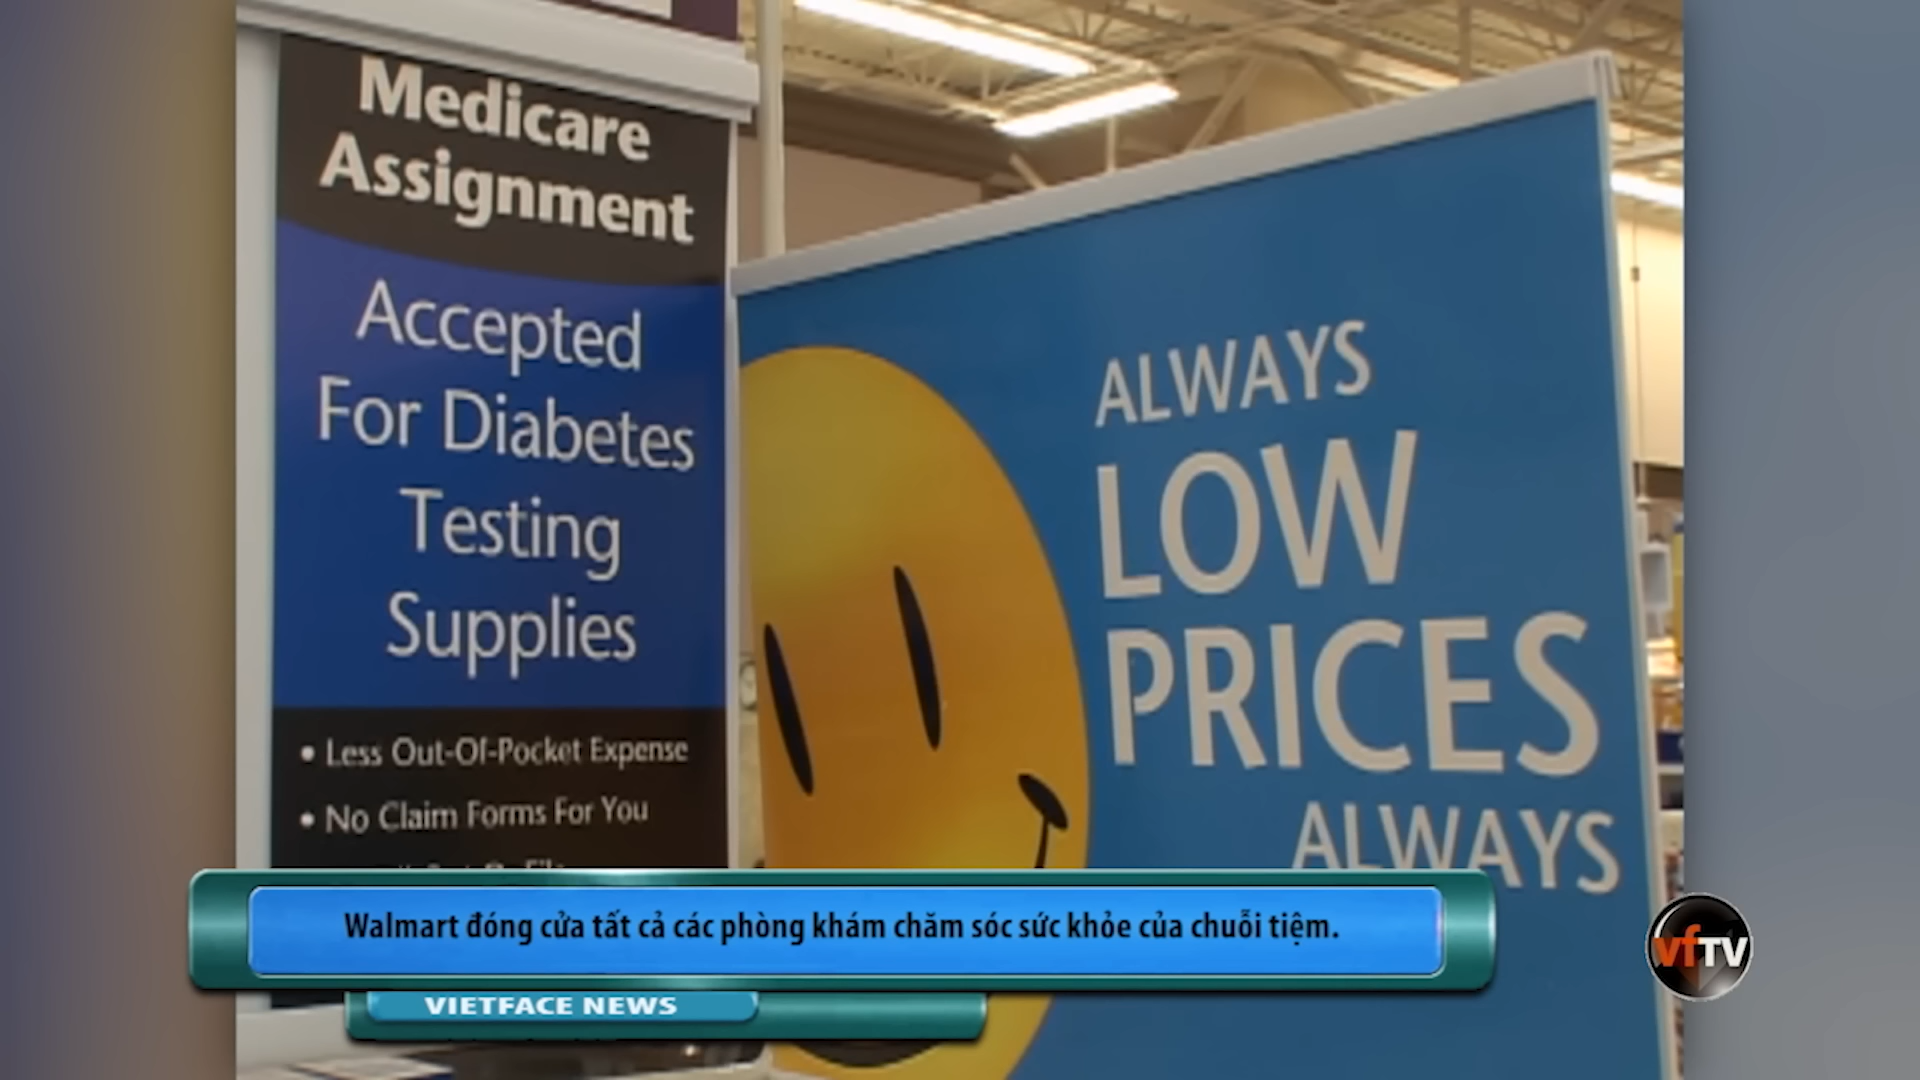 Medicare
Assignment
Accepted
For Diabetes
Testing
Supplies
• Less Out-Of-Pocket Expense
• No Claim Forms For You
ALWAYS
LOW
PRICES
ALWAYS
Walmart đóng cửa tất cả các phòng khám chăm sóc sức khỏe của chuỗi tiệm.
VIETFACE NEWS
vfTV